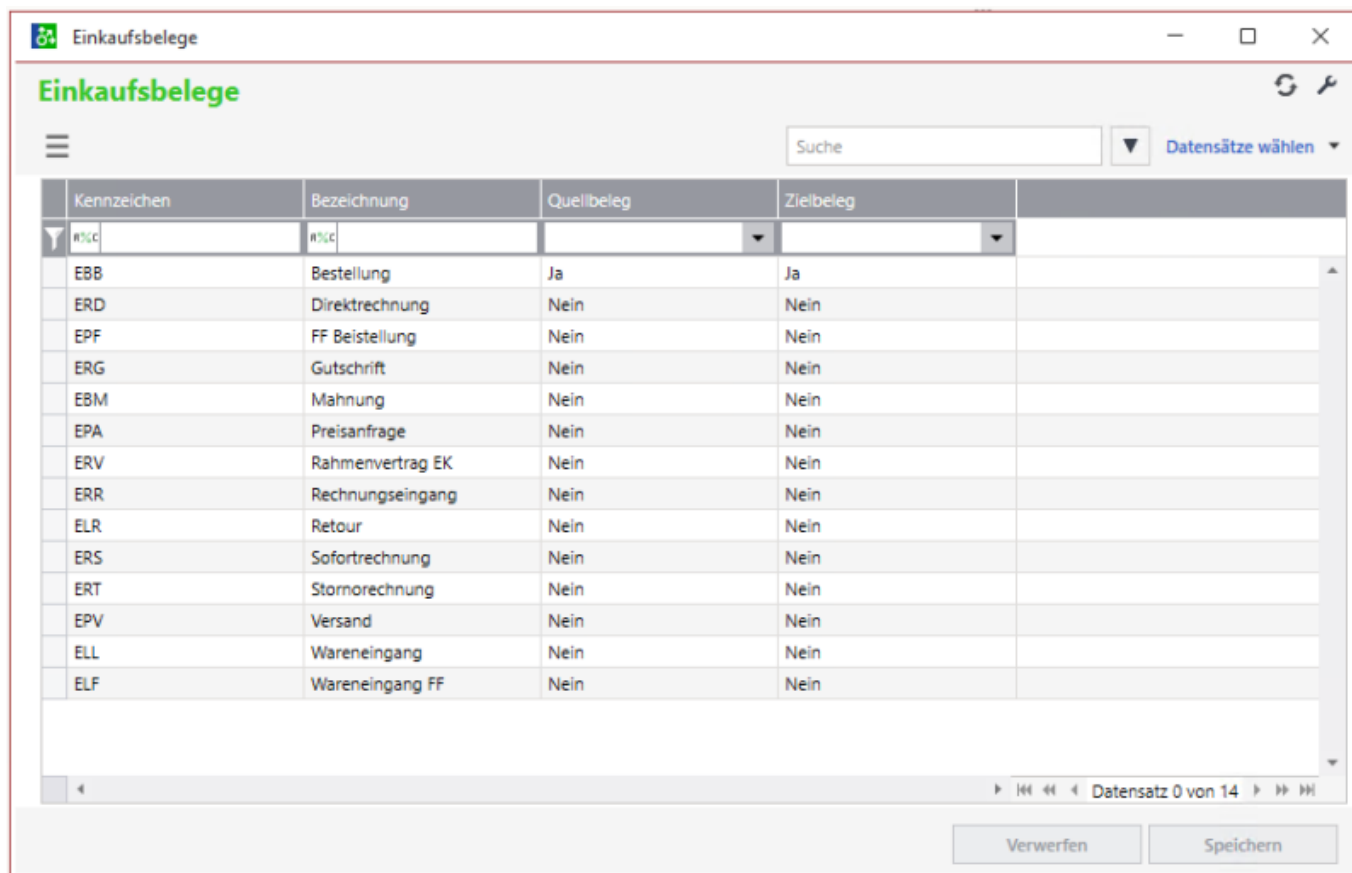 Einkaufsbelege
Einkaufsbelege
Suche Datensätze wählen
Kennzeichen Bezeichnung Quellbeleg Zielbeleg
EBB Bestellung Ja Ja
ERD Direktrechnung Nein Nein
EPF FF Beistellung Nein Nein
ERG Gutschrift Nein Nein
EBM Mahnung Nein Nein
EPA Preisanfrage Nein Nein
ERV Rahmenvertrag EK Nein Nein
ERR Rechnungseingang Nein Nein
ELR Retour Nein Nein
ERS Sofortrechnung Nein Nein
ERT Stornorechnung Nein Nein
EPV Versand Nein Nein
ELL Wareneingang Nein Nein
ELF Wareneingang FF Nein Nein
Datensatz 0 von 14
Verwerfen Speichern